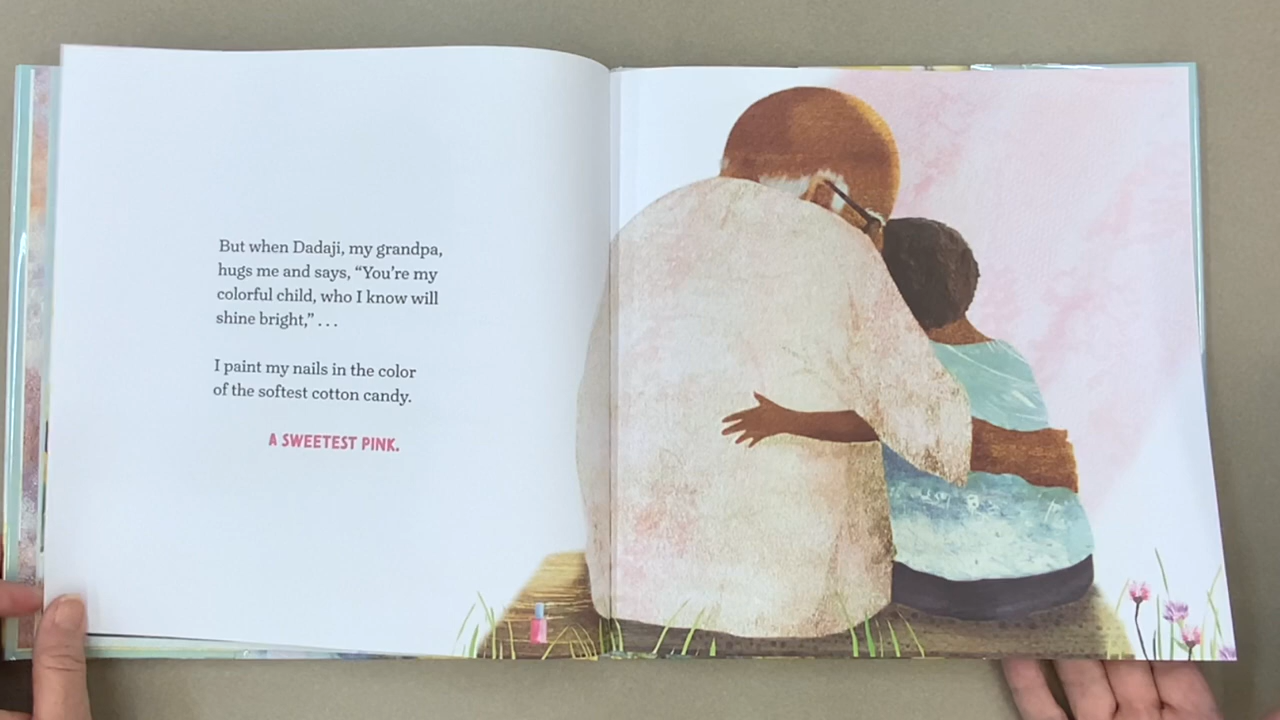 But when Dadaji, my grandpa,
hugs me and says, “You’re my
colorful child, who I know will
shine bright,” . . .
I paint my nails in the color
of the softest cotton candy.
A SWEETEST PINK.